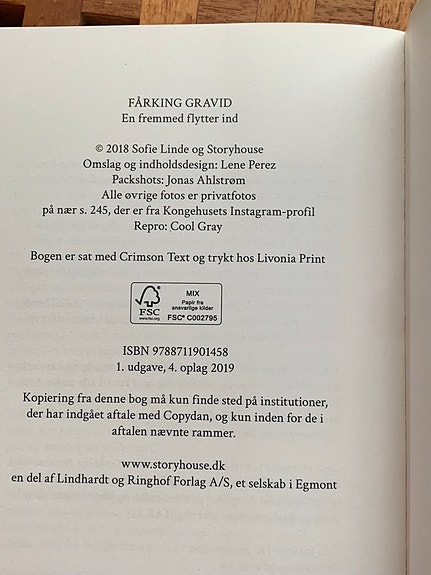 FÅRKING GRAVID
En fremmed flytter ind
© 2018 Sofie Linde og Storyhouse
Omslag og indholdsdesign: Lene Perez
Packshots: Jonas Ahlstrøm
Alle øvrige fotos er privatfotos
på nær s. 245, der er fra Kongehusets Instagram-profil
Repro: Cool Gray
Bogen er sat med Crimson Text og trykt hos Livonia Print
FSC
www.fsc.org
MIX
Papir fra
ansvarlige kilder
FSC® C002795
ISBN 9788711901458
1. udgave, 4. oplag 2019
Kopiering fra denne bog må kun finde sted på institutioner,
der har indgået aftale med Copydan, og kun inden for de i
aftalen nævnte rammer.
www.storyhouse.dk
en del af Lindhardt og Ringhof Forlag A/S, et selskab i Egmont